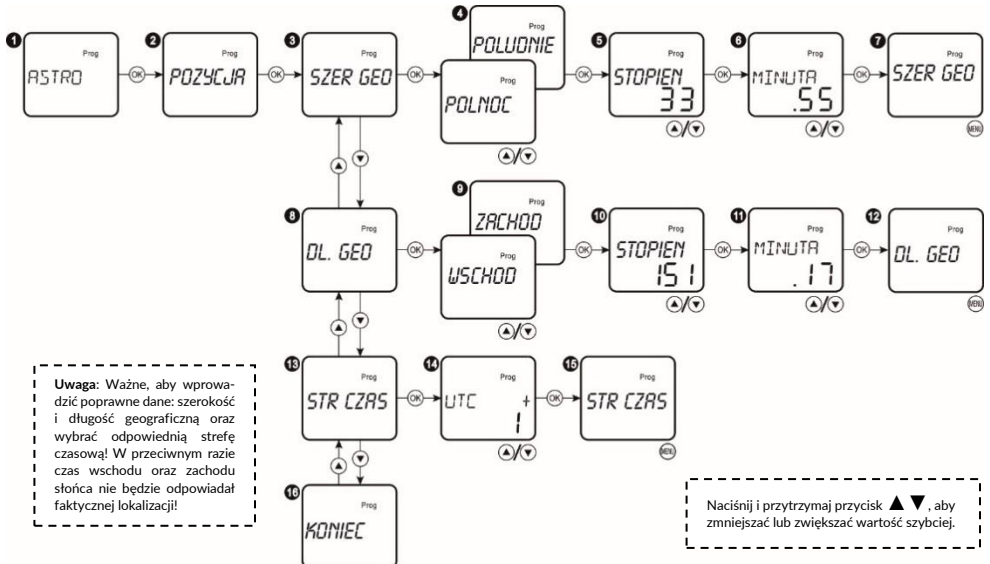 1
Prog
ASTRO
OK
2
Prog
POZYCJA
OK
3
Prog
SZER GEO
OK
4
Prog
POLUDNIE
Prog
POLNOC
▲/▼
OK
5
Prog
STOPIEN
33
▲/▼
OK
6
Prog
MINUTA
.55
▲/▼
OK
7
Prog
SZER GEO
MENU
▲ ▼
8
Prog
DL. GEO
OK
9
Prog
ZACHOD
Prog
WSCHOD
▲/▼
OK
10
Prog
STOPIEN
151
▲/▼
OK
11
Prog
MINUTA
.17
▲/▼
OK
12
Prog
DL. GEO
MENU
▲ ▼
13
Prog
STR CZAS
OK
14
Prog
UTC +
1
▲/▼
OK
15
Prog
STR CZAS
MENU
▲ ▼
16
Prog
KONIEC
Uwaga: Ważne, aby wprowa-
dzić poprawne dane: szerokość
i długość geograficzną oraz
wybrać odpowiednią strefę
czasową! W przeciwnym razie
czas wschodu oraz zachodu
słońca nie będzie odpowiadał
faktycznej lokalizacji!
Naciśnij i przytrzymaj przycisk ▲ ▼, aby
zmniejszać lub zwiększać wartość szybciej.